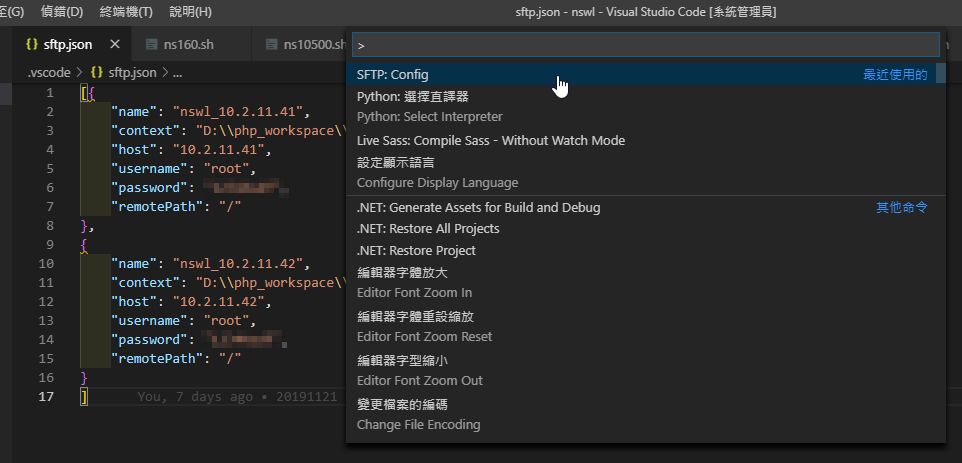 至(G) 偵錯(D) 終端機(T) 說明(H) sftp.json - nswl - Visual Studio Code [系統管理員]
{} sftp.json × ns160.sh ns10500.sh
.vscode > {} sftp.json > ...
>
SFTP: Config 最近使用的
Python: 選擇直譯器
Python: Select Interpreter
Live Sass: Compile Sass - Without Watch Mode
設定顯示語言
Configure Display Language
.NET: Generate Assets for Build and Debug 其他命令
.NET: Restore All Projects
.NET: Restore Project
編輯器字體放大
Editor Font Zoom In
編輯器字體重設縮放
Editor Font Zoom Reset
編輯器字型縮小
Editor Font Zoom Out
變更檔案的編碼
Change File Encoding
1 [{
2 "name": "nswl_10.2.11.41",
3 "context": "D:\\php_workspace\\
4 "host": "10.2.11.41",
5 "username": "root",
6 "password":
7 "remotePath": "/"
8 },
9 {
10 "name": "nswl_10.2.11.42",
11 "context": "D:\\php_workspace\\
12 "host": "10.2.11.42",
13 "username": "root",
14 "password":
15 "remotePath": "/"
16 }
17 ] You, 7 days ago • 20191121